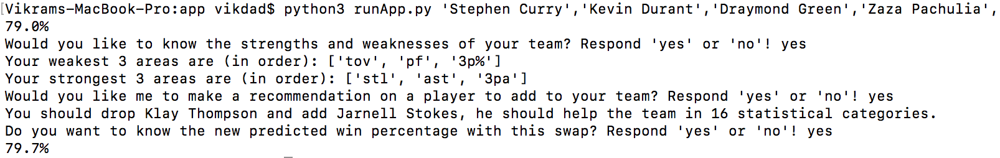 [Vikrams-MacBook-Pro:app vikdad$ python3 runApp.py 'Stephen Curry','Kevin Durant','Draymond Green','Zaza Pachulia',
79.0%
Would you like to know the strengths and weaknesses of your team? Respond 'yes' or 'no'! yes
Your weakest 3 areas are (in order): ['tov', 'pf', '3p%']
Your strongest 3 areas are (in order): ['stl', 'ast', '3pa']
Would you like me to make a recommendation on a player to add to your team? Respond 'yes' or 'no'! yes
You should drop Klay Thompson and add Jarnell Stokes, he should help the team in 16 statistical categories.
Do you want to know the new predicted win percentage with this swap? Respond 'yes' or 'no'! yes
79.7%